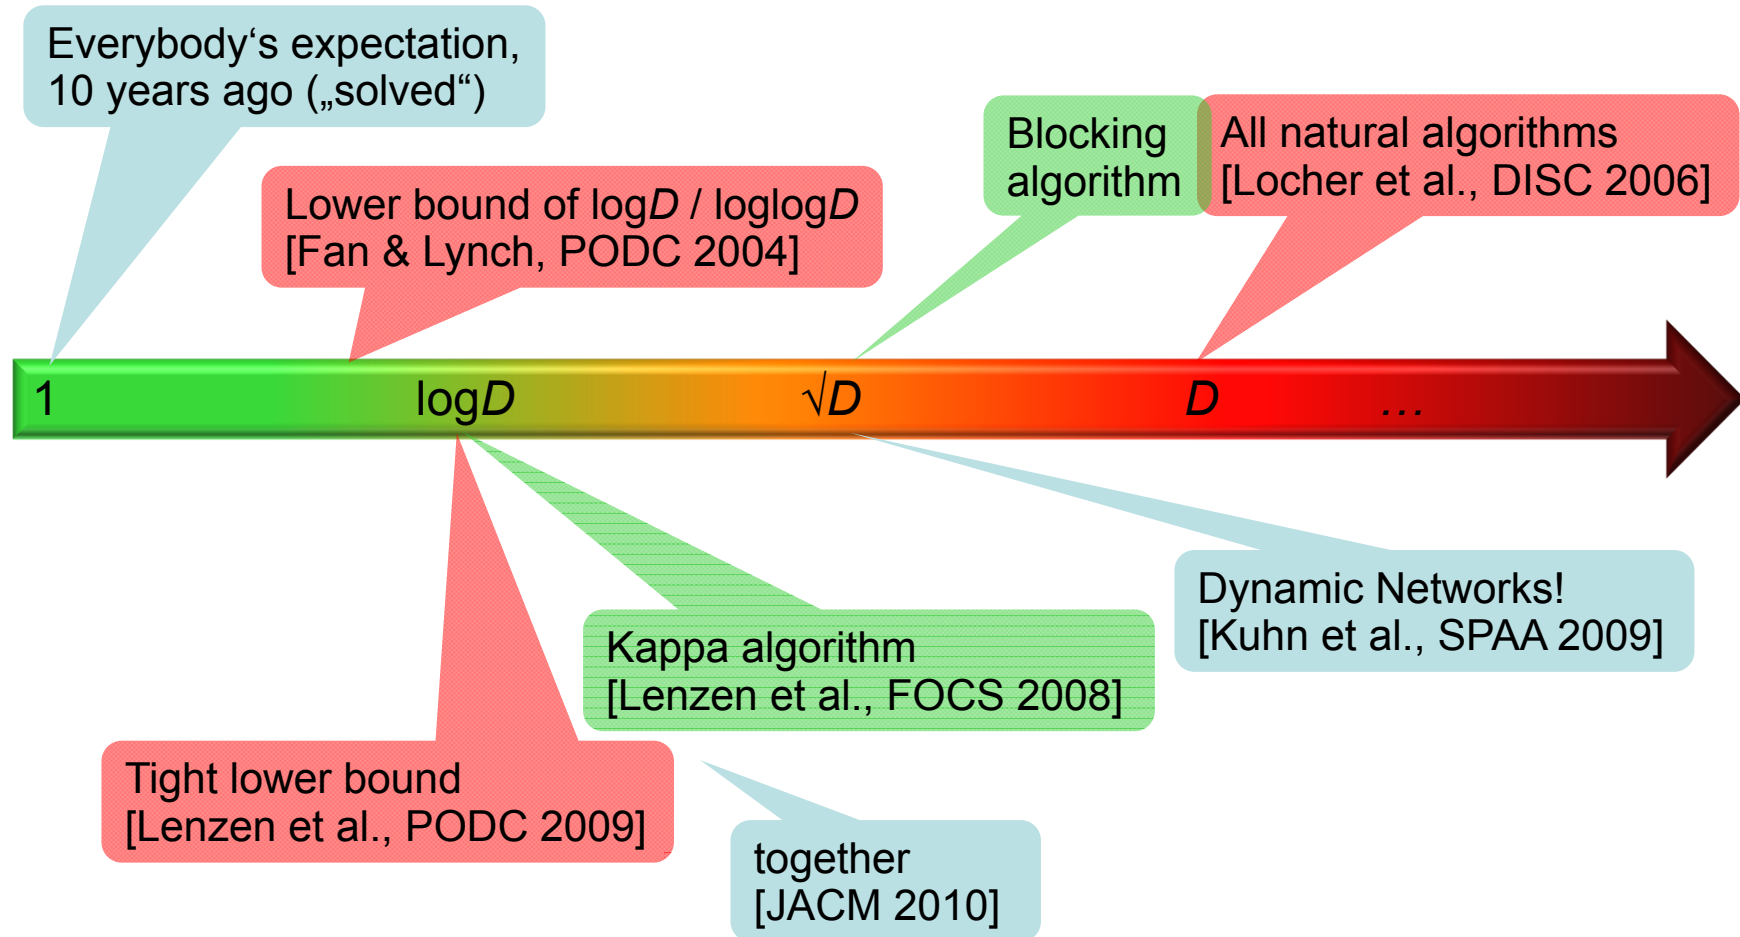 Everybody‘s expectation,
10 years ago („solved“)
Lower bound of logD / loglogD
[Fan & Lynch, PODC 2004]
Blocking
algorithm
All natural algorithms
[Locher et al., DISC 2006]
1 logD √D D …
Kappa algorithm
[Lenzen et al., FOCS 2008]
Dynamic Networks!
[Kuhn et al., SPAA 2009]
Tight lower bound
[Lenzen et al., PODC 2009]
together
[JACM 2010]